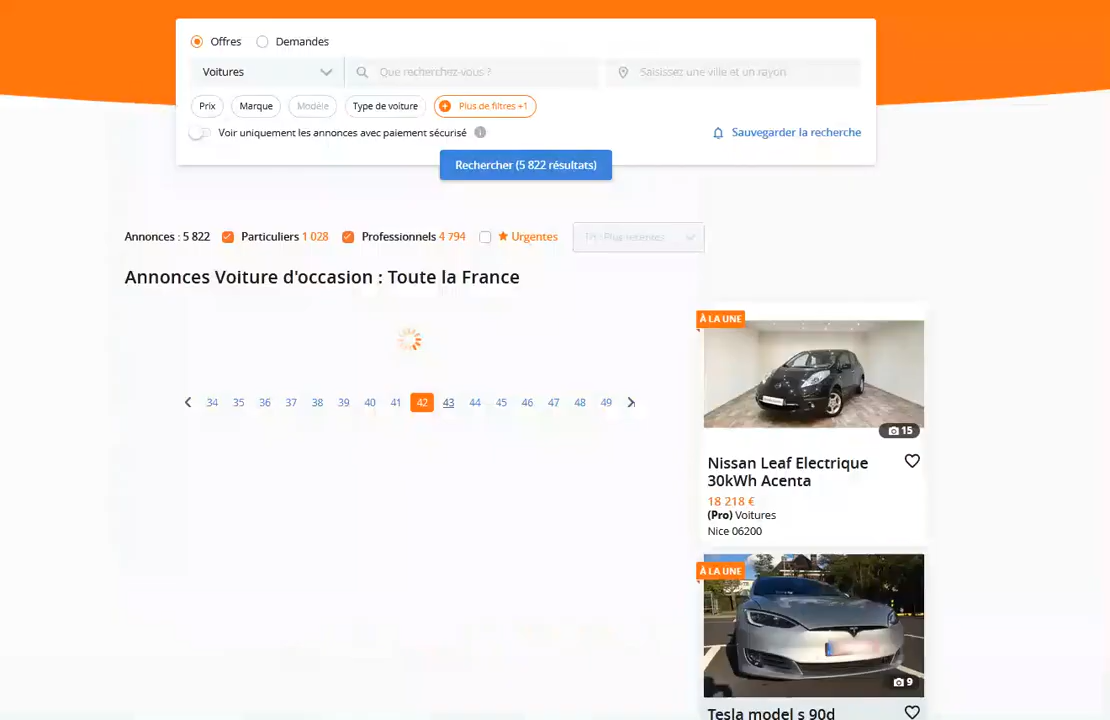 Offres Demandes
Voitures Que recherchez-vous ? Saisissez une ville et un rayon
Prix Marque Modèle Type de voiture Plus de filtres +1
Voir uniquement les annonces avec paiement sécurisé Sauvegarder la recherche
Rechercher (5 822 résultats)
Annonces : 5 822 Particuliers 1 028 Professionnels 4 794 Urgentes Tri : Plus récentes
Annonces Voiture d'occasion : Toute la France
34 35 36 37 38 39 40 41 42 43 44 45 46 47 48 49
À LA UNE
15
Nissan Leaf Electrique
30kWh Acenta
18 218 €
(Pro) Voitures
Nice 06200
À LA UNE
9
Tesla model s 90d